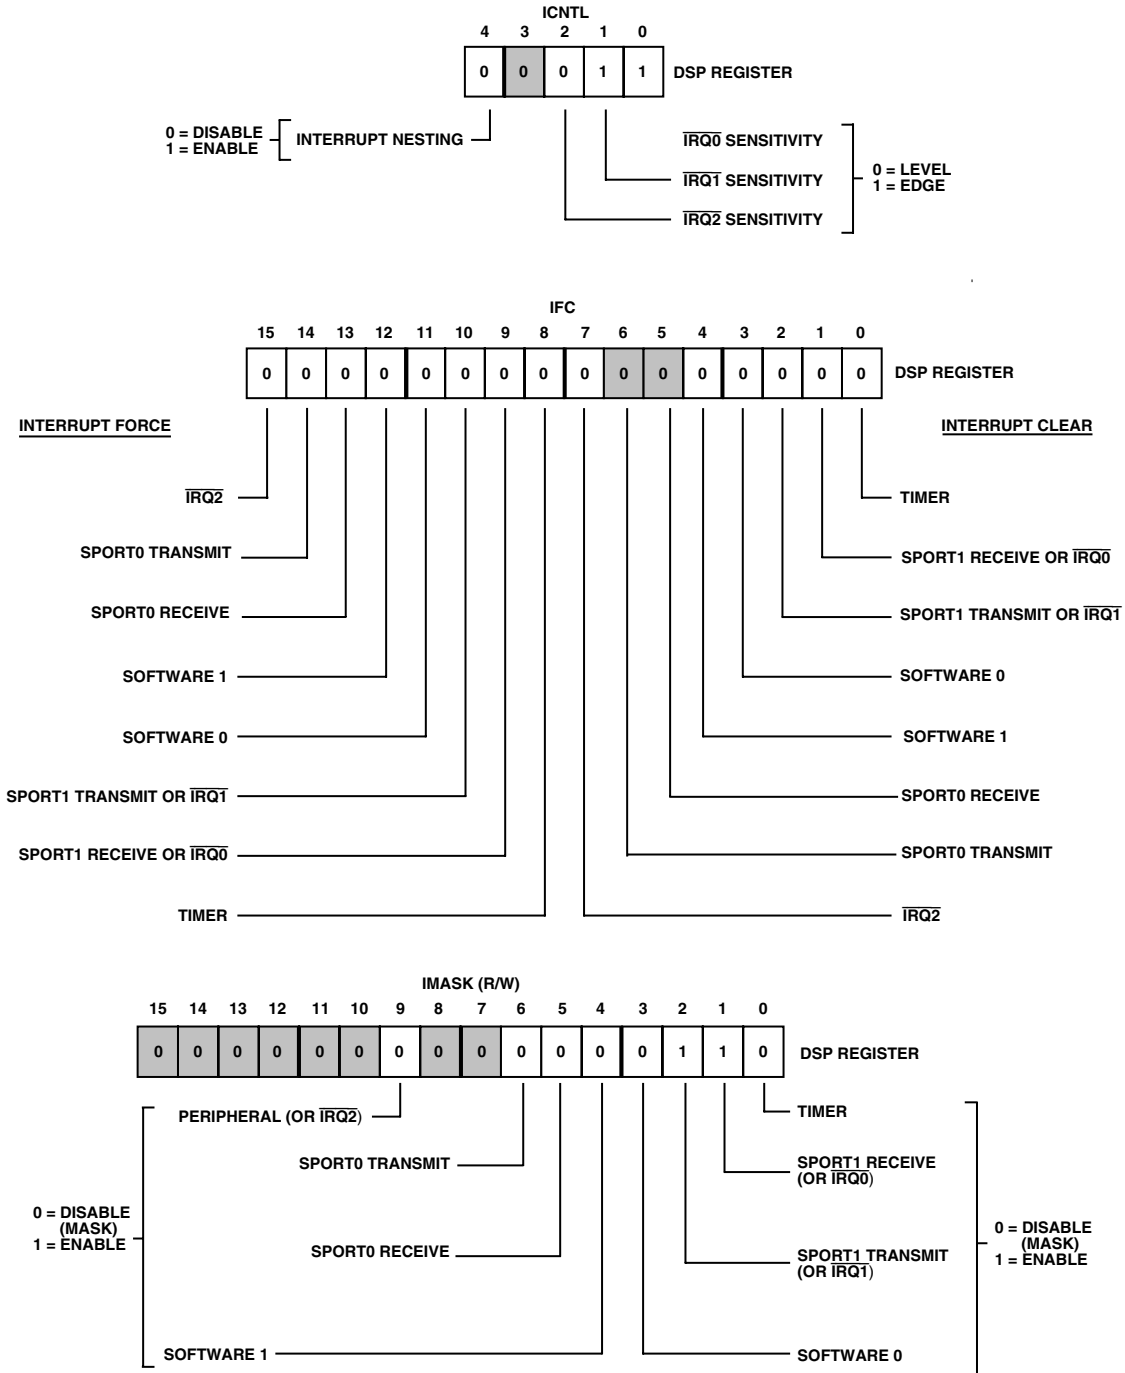 ICNTL
4 3 2 1 0
0 0 0 1 1 DSP REGISTER
0 = DISABLE
1 = ENABLE
INTERRUPT NESTING
IRQ0 SENSITIVITY
IRQ1 SENSITIVITY
IRQ2 SENSITIVITY
0 = LEVEL
1 = EDGE
IFC
15 14 13 12 11 10 9 8 7 6 5 4 3 2 1 0
0 0 0 0 0 0 0 0 0 0 0 0 0 0 0 0 DSP REGISTER
INTERRUPT FORCE
INTERRUPT CLEAR
IRQ2
TIMER
SPORT0 TRANSMIT
SPORT1 RECEIVE OR IRQ0
SPORT0 RECEIVE
SPORT1 TRANSMIT OR IRQ1
SOFTWARE 1
SOFTWARE 0
SOFTWARE 0
SOFTWARE 1
SPORT1 TRANSMIT OR IRQ1
SPORT0 RECEIVE
SPORT1 RECEIVE OR IRQ0
SPORT0 TRANSMIT
TIMER
IRQ2
IMASK (R/W)
15 14 13 12 11 10 9 8 7 6 5 4 3 2 1 0
0 0 0 0 0 0 0 0 0 0 0 0 0 1 1 0 DSP REGISTER
PERIPHERAL (OR IRQ2)
TIMER
SPORT0 TRANSMIT
SPORT1 RECEIVE
(OR IRQ0)
0 = DISABLE
(MASK)
1 = ENABLE
SPORT0 RECEIVE
SPORT1 TRANSMIT
(OR IRQ1)
0 = DISABLE
(MASK)
1 = ENABLE
SOFTWARE 1
SOFTWARE 0